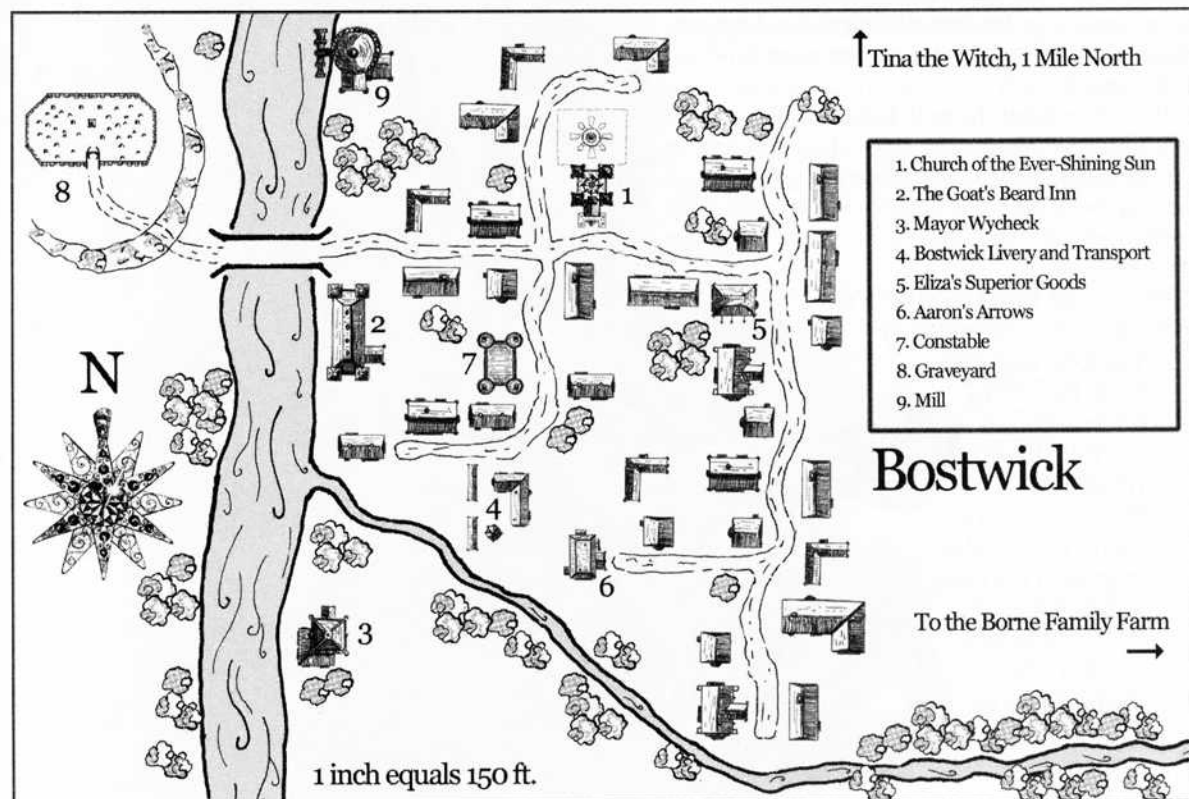 Tina the Witch, 1 Mile North
9
8
1
1. Church of the Ever-Shining Sun
2. The Goat's Beard Inn
3. Mayor Wycheck
4. Bostwick Livery and Transport
5. Eliza's Superior Goods
6. Aaron's Arrows
7. Constable
8. Graveyard
9. Mill
2
5
7
N
Bostwick
4
6
3
To the Borne Family Farm
1 inch equals 150 ft.